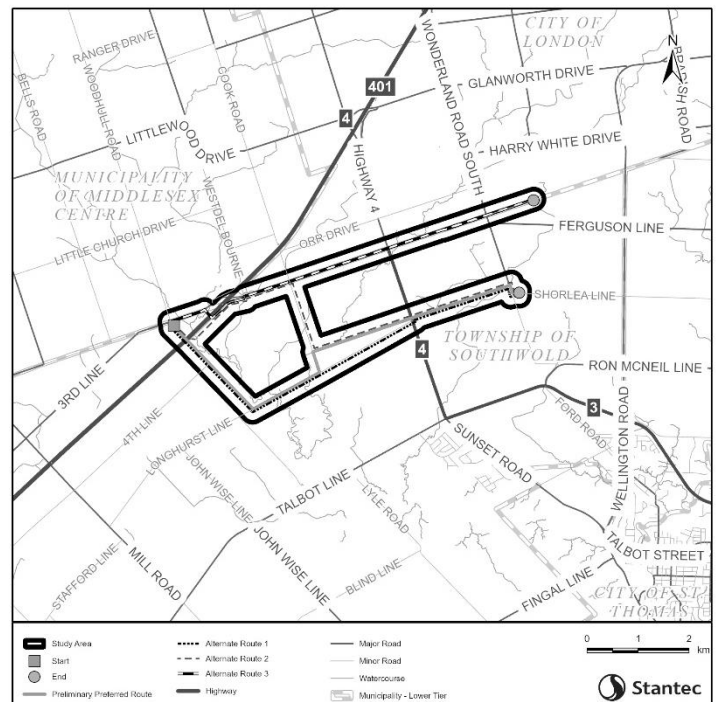 CITY OF
LONDON
RANGER DRIVE
BELLS ROAD
WOODHULL ROAD
COOK ROAD
WONDERLAND ROAD SOUTH
N
BRADISH ROAD
401
GLANWORTH DRIVE
4
LITTLEWOOD DRIVE
HIGHWAY 4
HARRY WHITE DRIVE
MUNICIPALITY
OF MIDDLESEX
CENTRE
WESTDEL BOURNE
LITTLE CHURCH DRIVE
ORR DRIVE
FERGUSON LINE
SHORLEA LINE
TOWNSHIP OF
SOUTHWOLD
3RD LINE
4
RON MCNEIL LINE
4TH LINE
3
FORD ROAD
WELLINGTON ROAD
LONGHURST LINE
SUNSET ROAD
JOHN WISE LINE
TALBOT LINE
LYLE ROAD
STAFFORD LINE
MILL ROAD
JOHN WISE LINE
BLIND LINE
TALBOT STREET
FINGAL LINE
CITY OF ST
THOMAS
Study Area
Start
End
Preliminary Preferred Route
Alternate Route 1
Alternate Route 2
Alternate Route 3
Highway
Major Road
Minor Road
Watercourse
Municipality - Lower Tier
0 1 2
km
Stantec